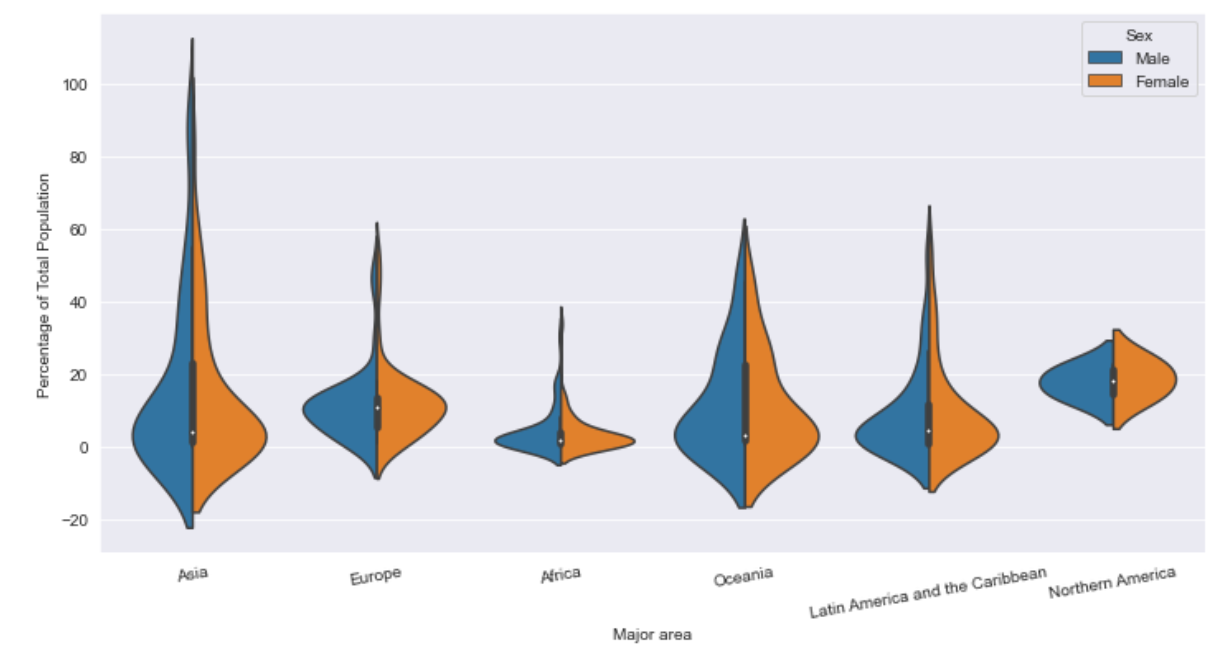 Sex
Male
Female
100
80
60
40
20
0
−20
Percentage of Total Population
Asia
Europe
Africa
Oceania
Latin America and the Caribbean
Northern America
Major area